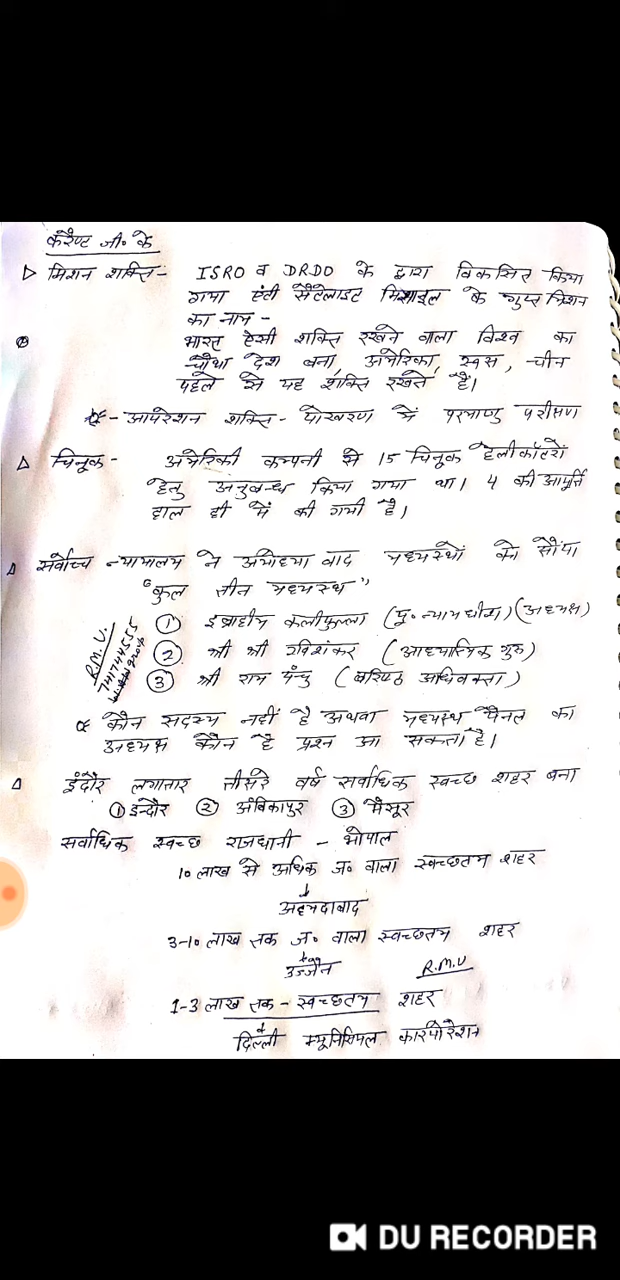 करैण्ट जी० के
▷ मिशन शक्ति - ISRO व DRDO के द्वारा विकसित किया
गया एंटी सैटेलाइट मिसाइल के गुप्त मिशन
का नाम -
भारत ऐसी शक्ति रखने वाला विश्व का
चौथा देश बना, अमेरिका, रूस, चीन
पहले से यह शक्ति रखते हैं।
- आपरेशन शक्ति - पोखरण में परमाणु परीक्षण
△ चिनूक - अमेरिकी कम्पनी से 15 चिनूक हेलीकॉप्टरों
हेतु अनुबन्ध किया गया था। 4 की आपूर्ति
हाल ही में की गयी है।
△ सर्वोच्च न्यायालय ने अयोध्या वाद मध्यस्थों को सौंपा
"कुल तीन मध्यस्थ"
① इब्राहीम कलीफुल्ला (पू. न्यायधीश) (अध्यक्ष)
② श्री श्री रविशंकर (आध्यात्मिक गुरु)
③ श्री राम पंचु (वरिष्ठ अधिवक्ता)
R.M.V.
कौन सदस्य नहीं है अथवा मध्यस्थ पैनल का
अध्यक्ष कौन है प्रश्न आ सकता है।
△ इंदौर लगातार तीसरे वर्ष सर्वाधिक स्वच्छ शहर बना
① इन्दौर ② अंबिकापुर ③ मैसूर
सर्वाधिक स्वच्छ राजधानी - भोपाल
10 लाख से अधिक ज० वाला स्वच्छतम शहर
↓
अहमदाबाद
3-10 लाख तक ज० वाला स्वच्छतम शहर
उज्जैन
R.M.V
1-3 लाख तक - स्वच्छतम शहर
दिल्ली म्यूनिसिपल कारपोरेशन
DU RECORDER